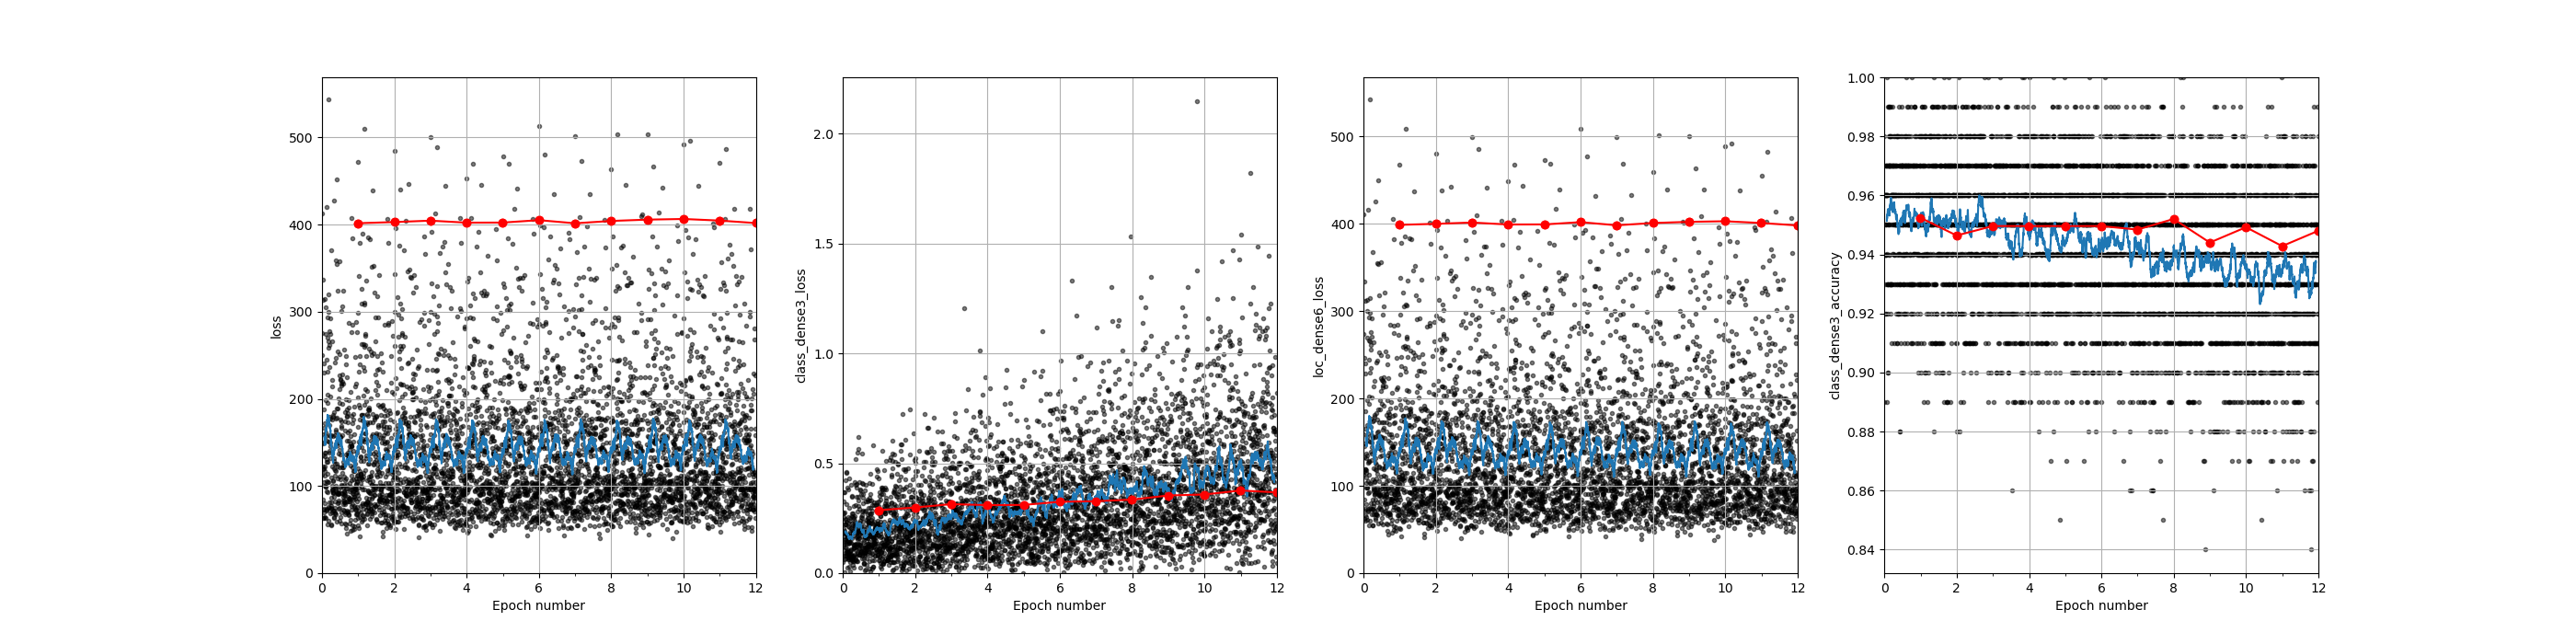 loss
500
400
300
200
100
0
0 2 4 6 8 10 12
Epoch number
class_dense3_loss
2.0
1.5
1.0
0.5
0.0
0 2 4 6 8 10 12
Epoch number
loc_dense6_loss
500
400
300
200
100
0
0 2 4 6 8 10 12
Epoch number
class_dense3_accuracy
1.00
0.98
0.96
0.94
0.92
0.90
0.88
0.86
0.84
0 2 4 6 8 10 12
Epoch number